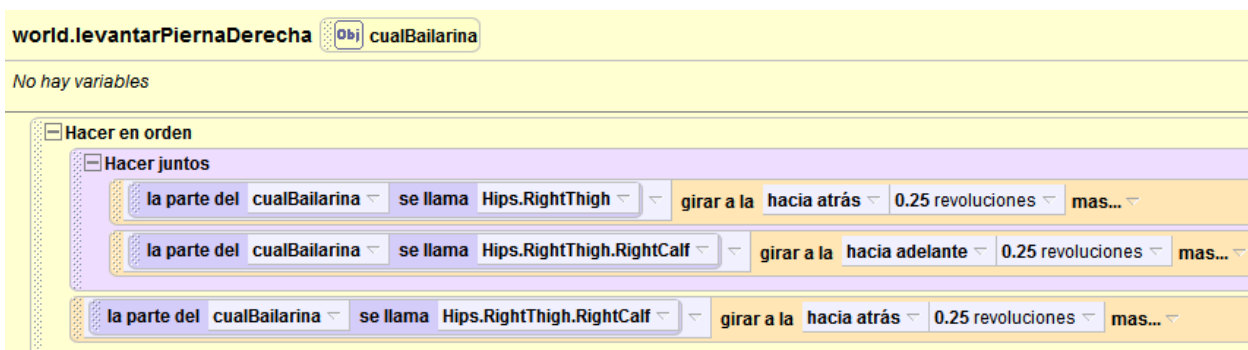 world.levantarPiernaDerecha Obj cualBailarina
No hay variables
Hacer en orden
Hacer juntos
la parte del cualBailarina se llama Hips.RightThigh girar a la hacia atrás 0.25 revoluciones mas...
la parte del cualBailarina se llama Hips.RightThigh.RightCalf girar a la hacia adelante 0.25 revoluciones mas...
la parte del cualBailarina se llama Hips.RightThigh.RightCalf girar a la hacia atrás 0.25 revoluciones mas...